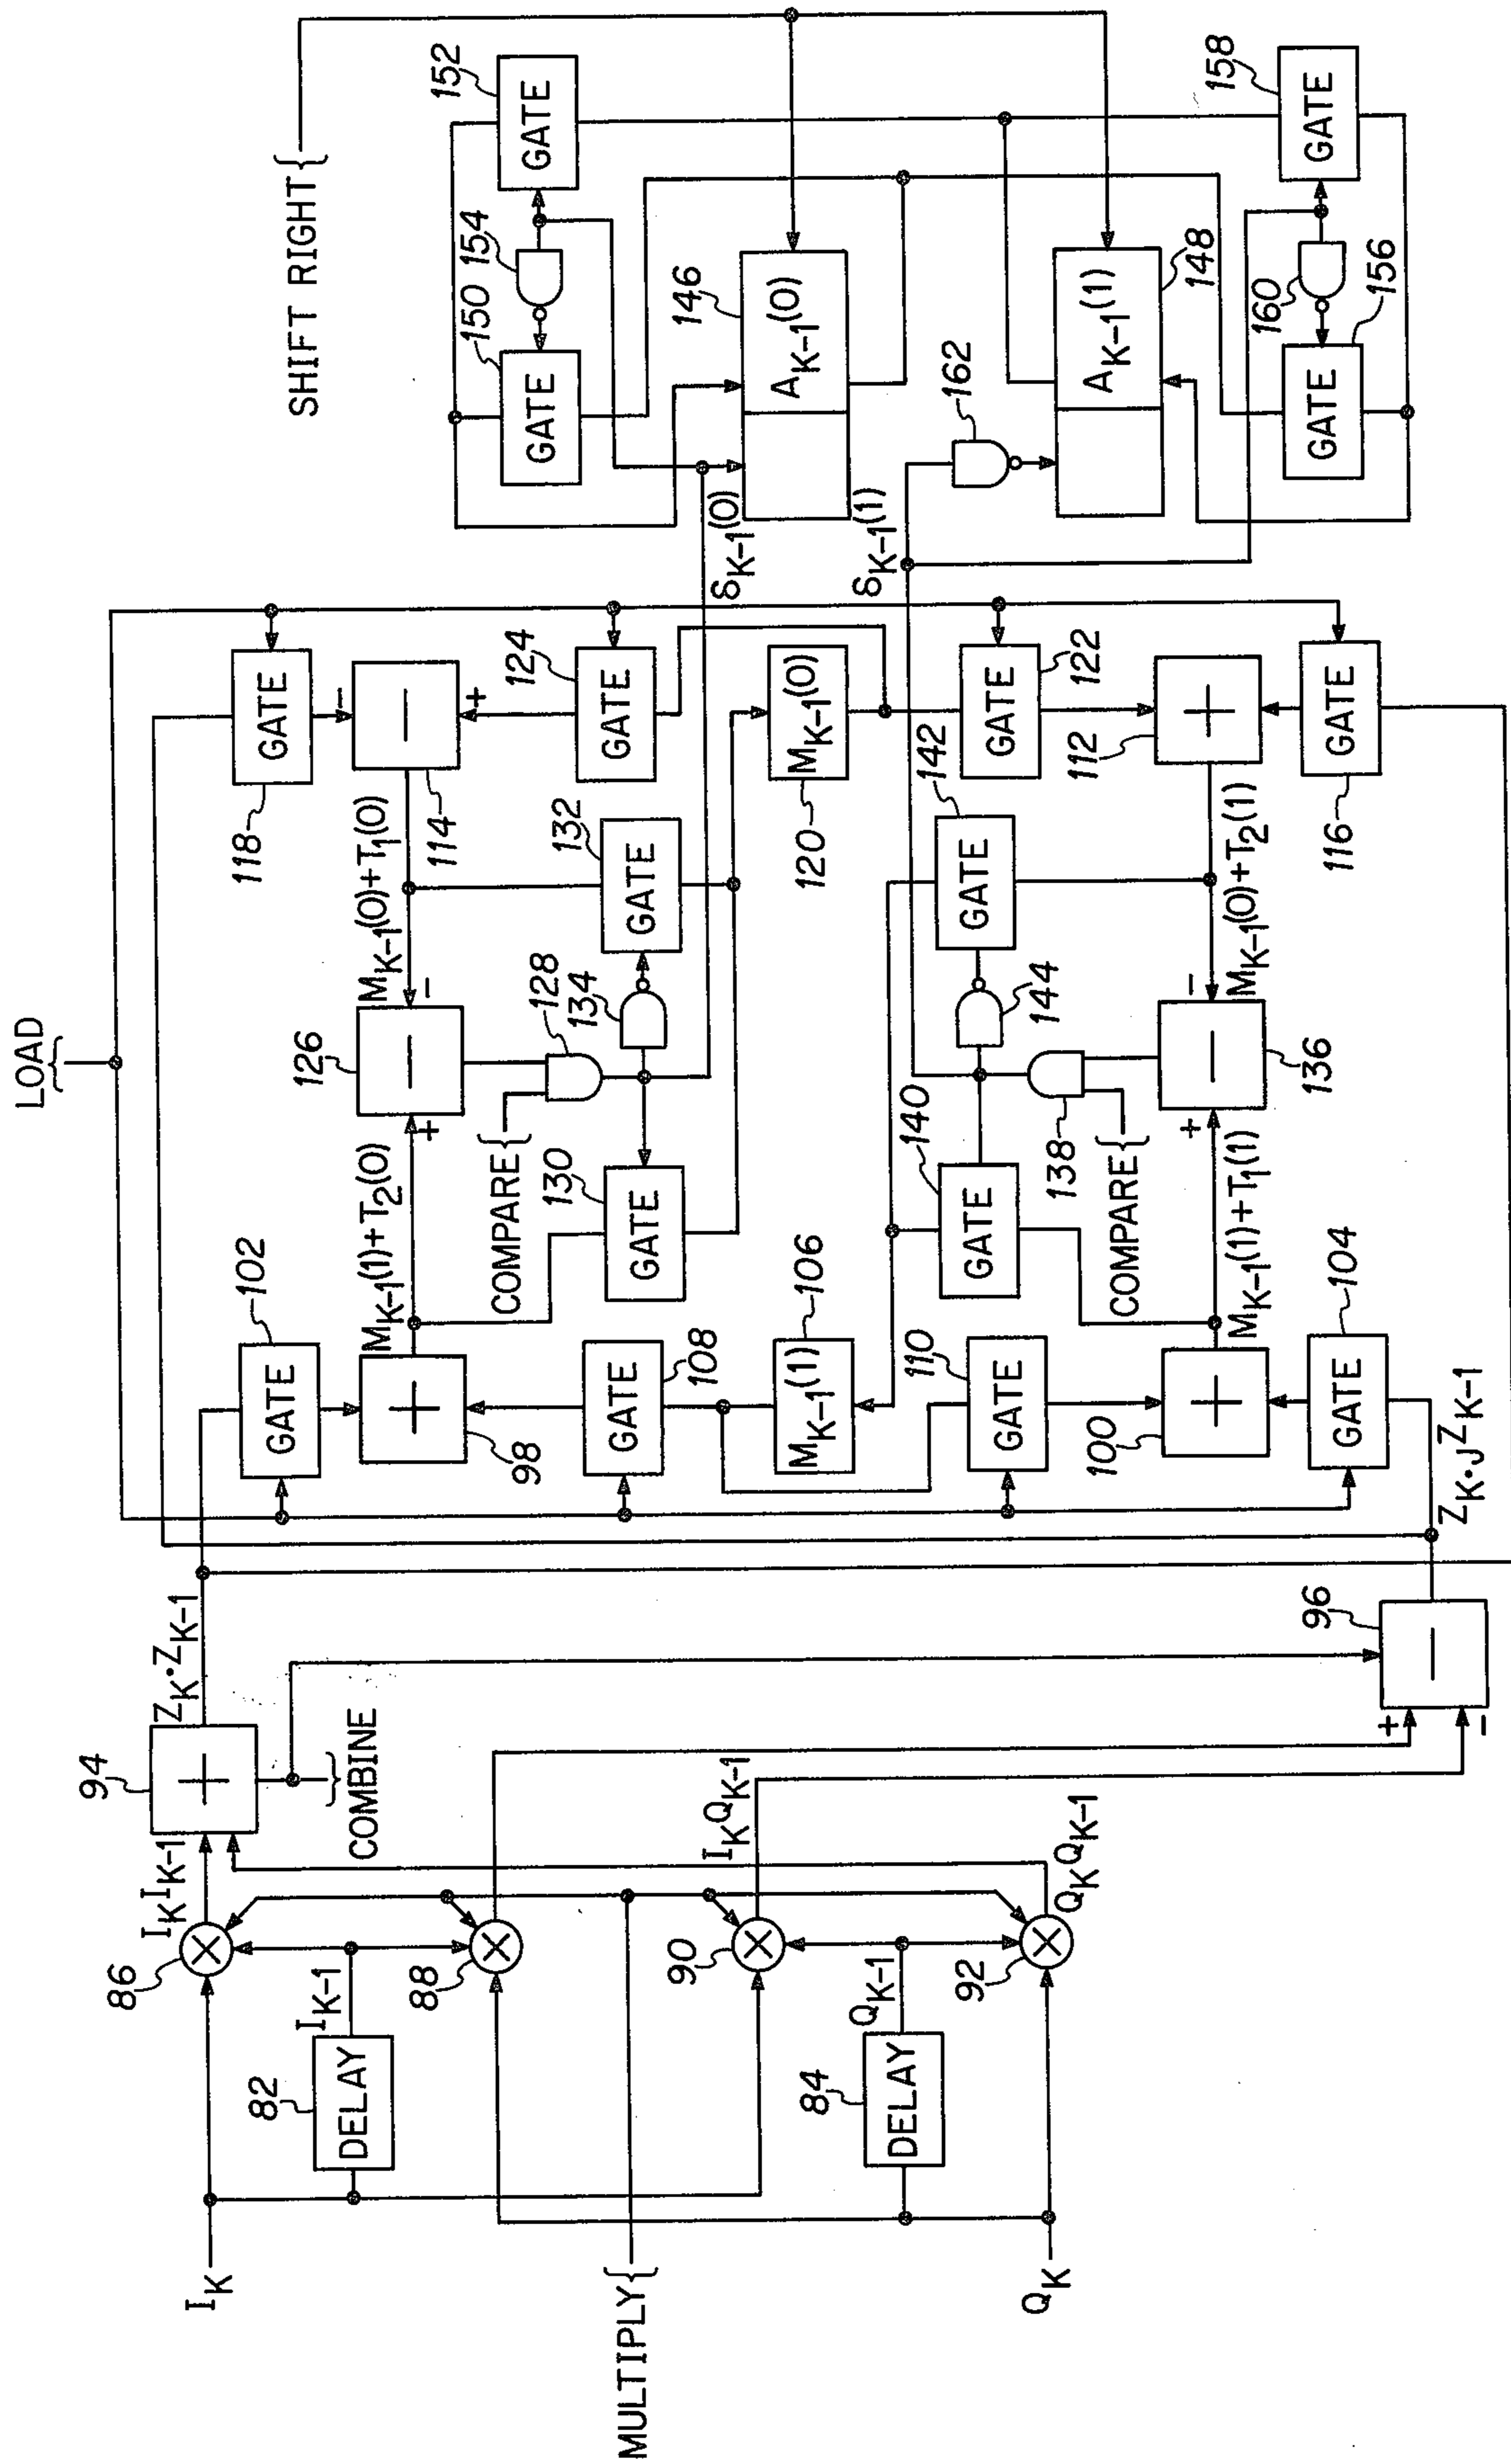 I_K
Q_K
MULTIPLY
82
DELAY
I_{K-1}
84
DELAY
Q_{K-1}
86
88
90
92
I_K I_{K-1}
I_K Q_{K-1}
Q_K Q_{K-1}
94
+
COMBINE
Z_K·Z_{K-1}
96
−
+
−
Z_K·JZ_{K-1}
LOAD
102
GATE
98
+
108
GATE
106
M_{K-1}(1)
110
GATE
100
+
104
GATE
M_{K-1}(1)+T_2(0)
M_{K-1}(1)+T_1(1)
COMPARE
130
GATE
140
GATE
COMPARE
126
−
+
−
128
134
138
144
136
−
+
−
M_{K-1}(0)+T_1(0)
132
GATE
142
GATE
M_{K-1}(0)+T_2(1)
118
GATE
−
114
−
+
124
GATE
120
M_{K-1}(0)
122
GATE
112
+
116
GATE
δ_{K-1}(0)
δ_{K-1}(1)
SHIFT RIGHT
150
GATE
154
152
GATE
146
A_{K-1}(0)
162
A_{K-1}(1)
148
160
156
GATE
158
GATE